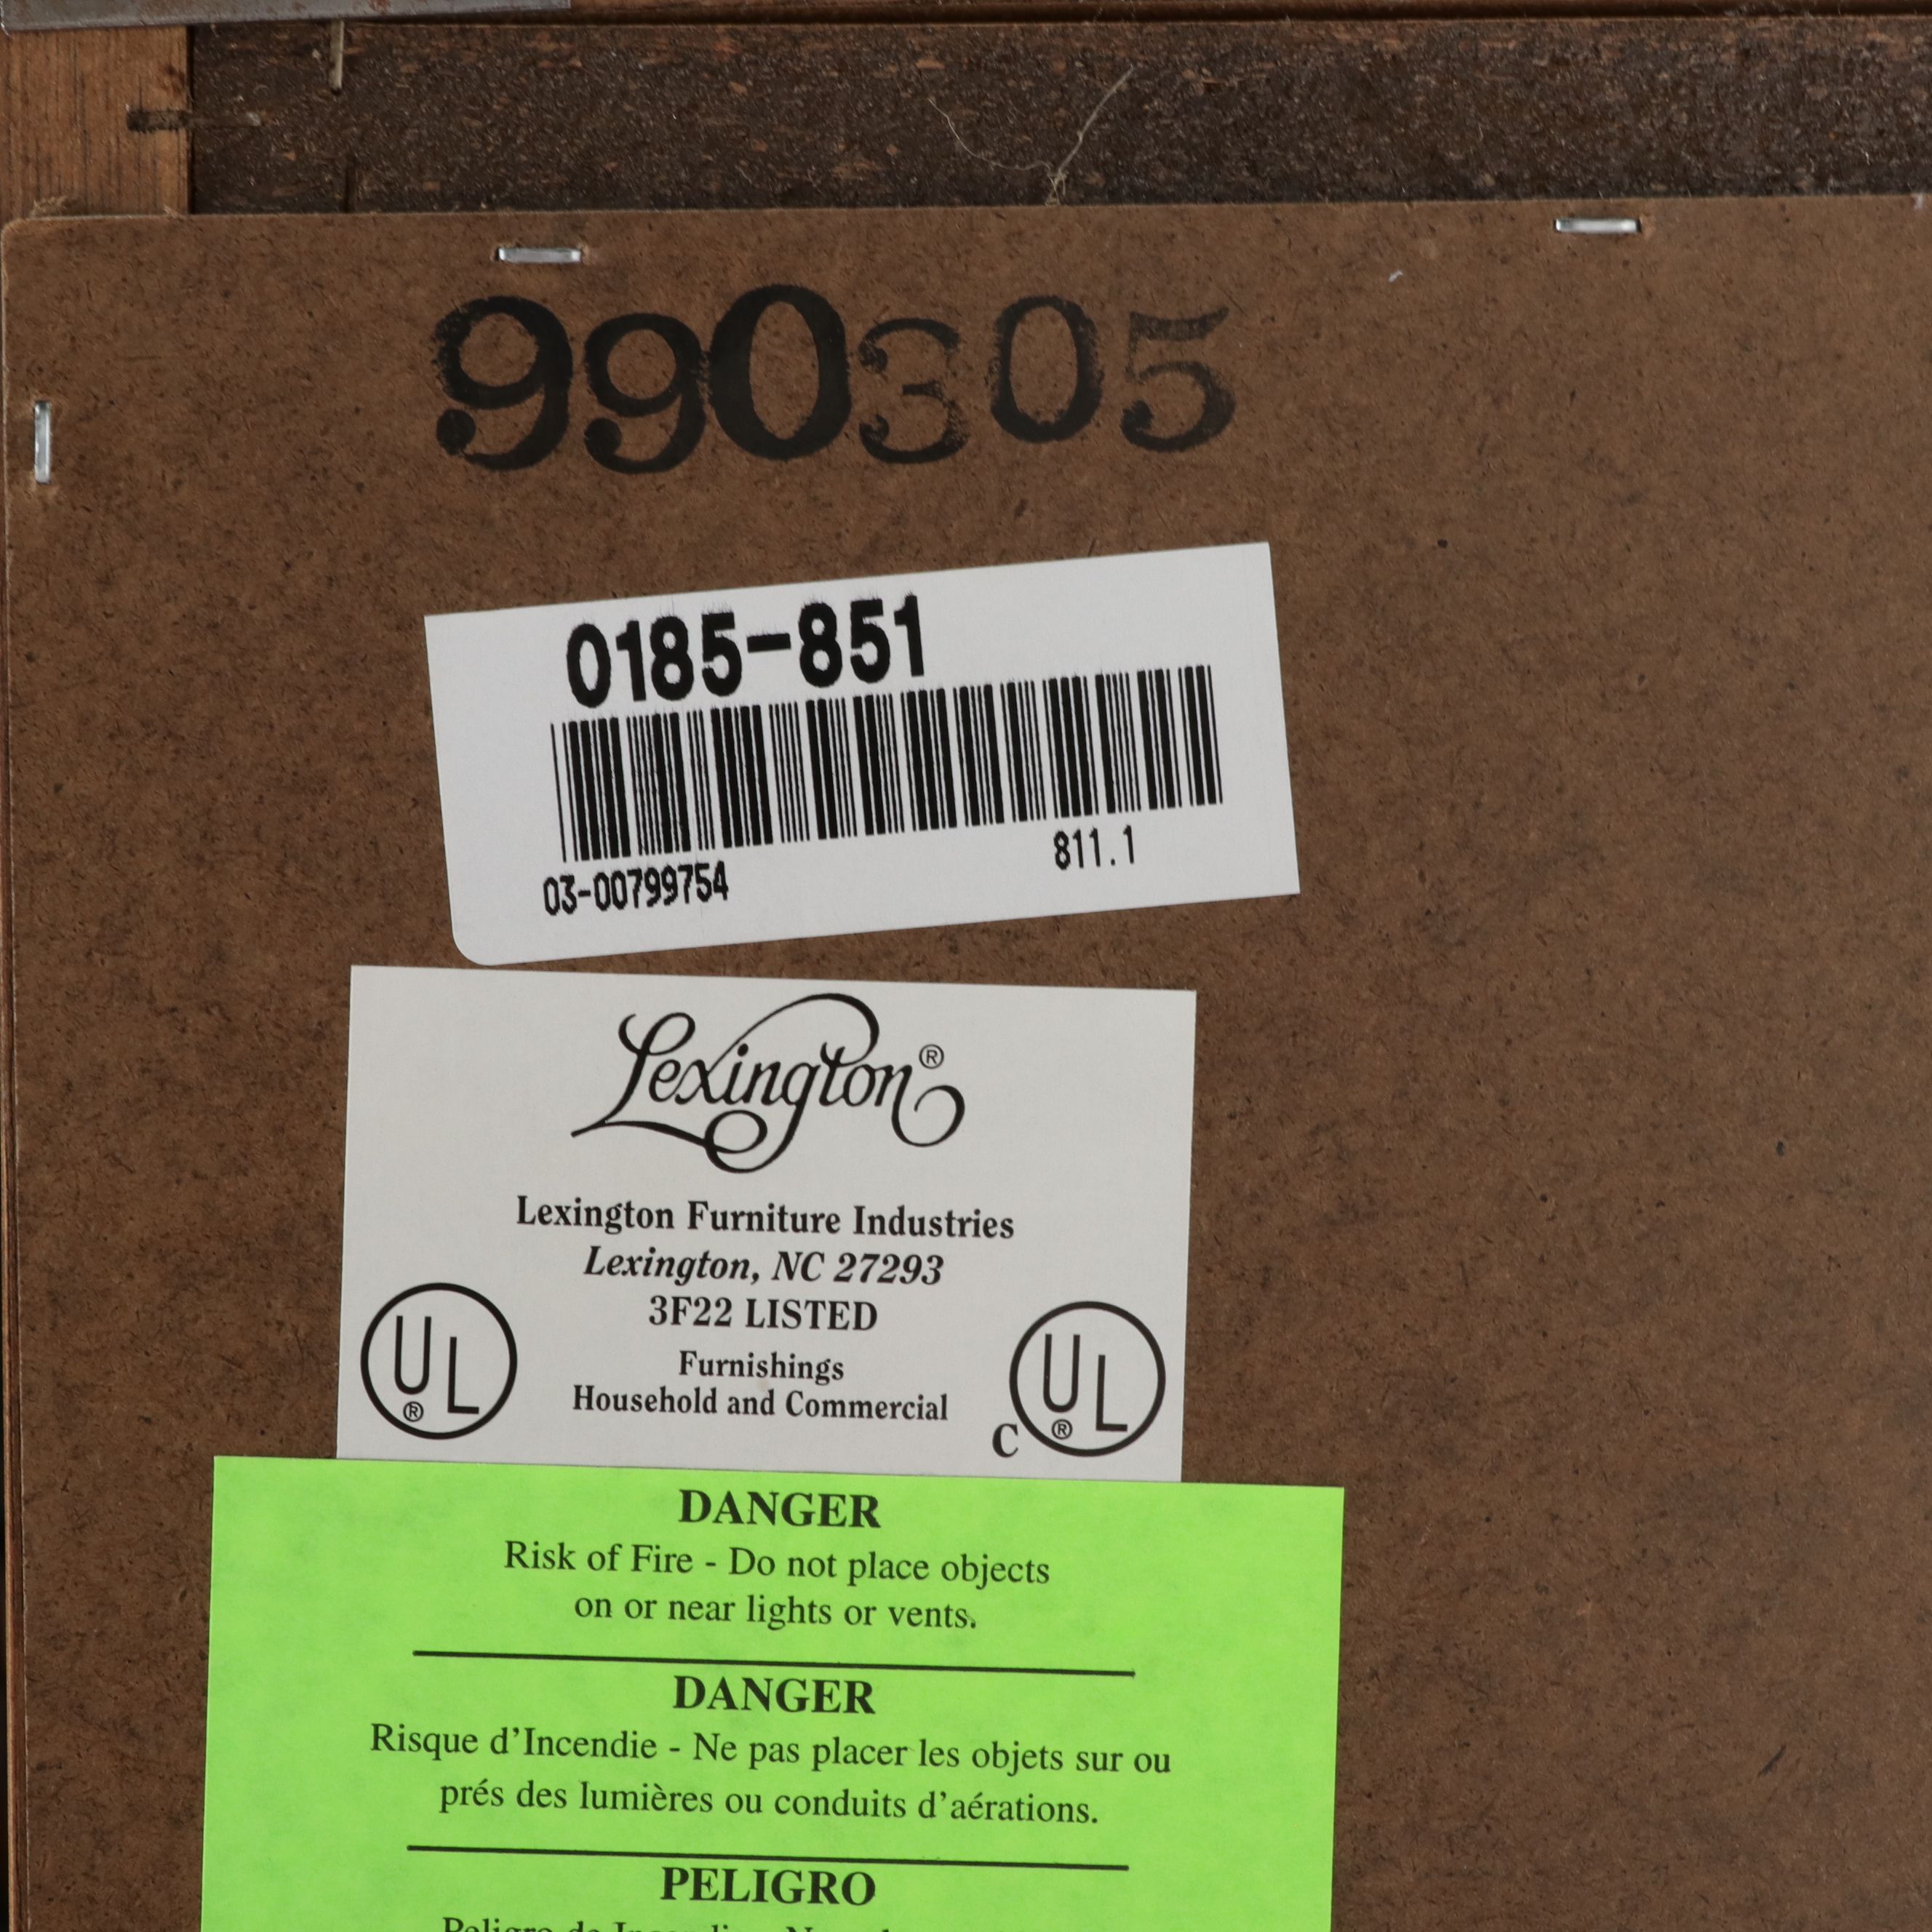 990305
0185-851
03-00799754 811.1
Lexington®
Lexington Furniture Industries
Lexington, NC 27293
3F22 LISTED
Furnishings
Household and Commercial
UL®
C UL®
DANGER
Risk of Fire - Do not place objects
on or near lights or vents.
DANGER
Risque d'Incendie - Ne pas placer les objets sur ou
prés des lumières ou conduits d'aérations.
PELIGRO